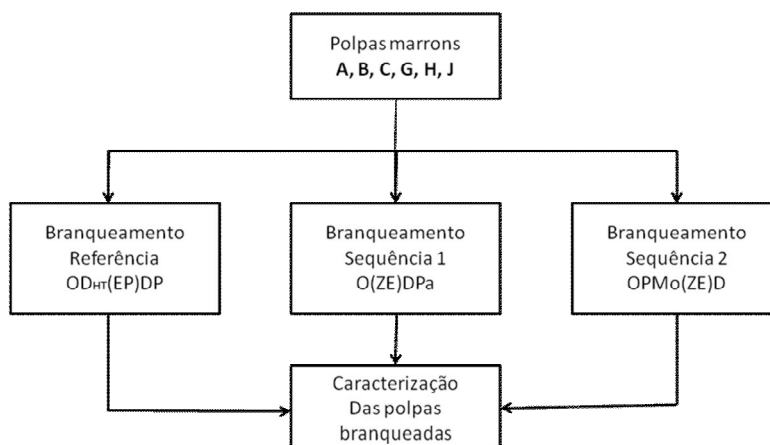 Polpas marrons
A, B, C, G, H, J
Branqueamento
Referência
ODHT(EP)DP
Branqueamento
Sequência 1
O(ZE)DPa
Branqueamento
Sequência 2
OPMo(ZE)D
Caracterização
Das polpas
branqueadas